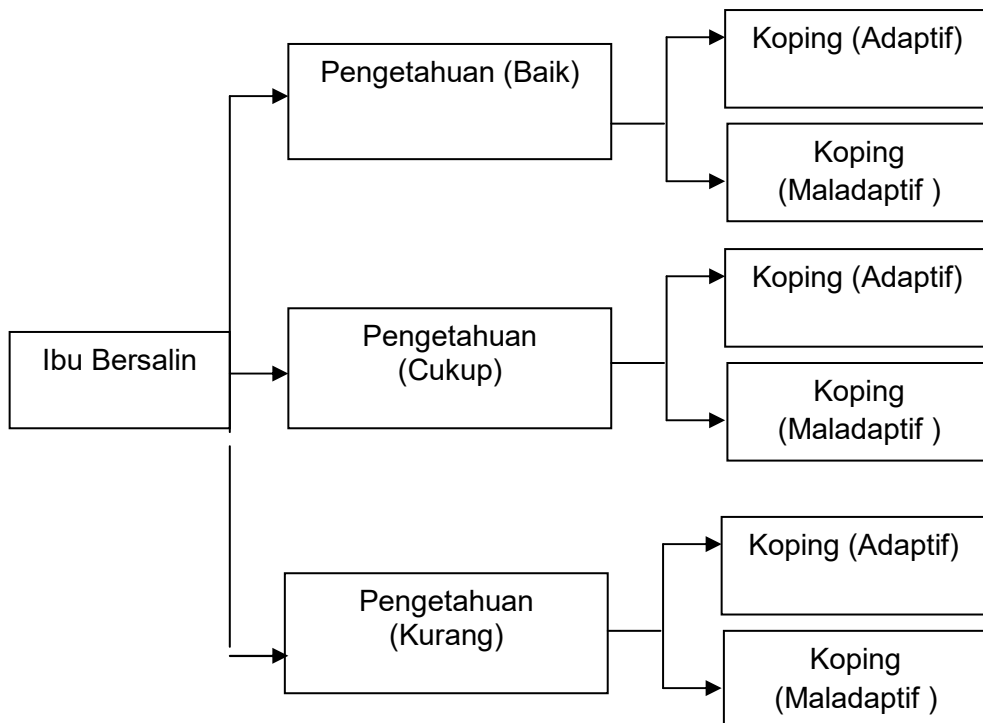 Koping (Adaptif)
Pengetahuan (Baik)
Koping
(Maladaptif )
Koping (Adaptif)
Pengetahuan
(Cukup)
Ibu Bersalin
Koping
(Maladaptif )
Koping (Adaptif)
Pengetahuan
(Kurang)
Koping
(Maladaptif )